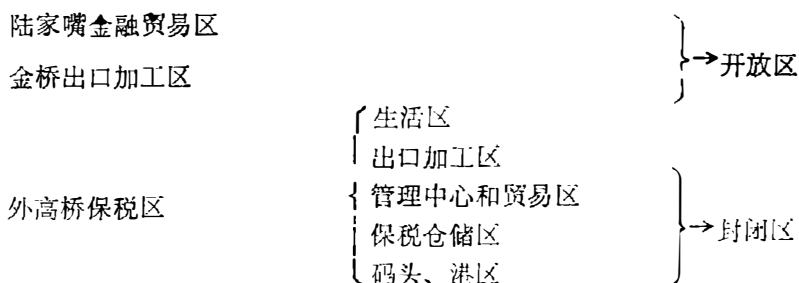 陆家嘴金融贸易区
金桥出口加工区
→开放区
生活区
出口加工区
外高桥保税区
管理中心和贸易区
保税仓储区
→封闭区
码头、港区